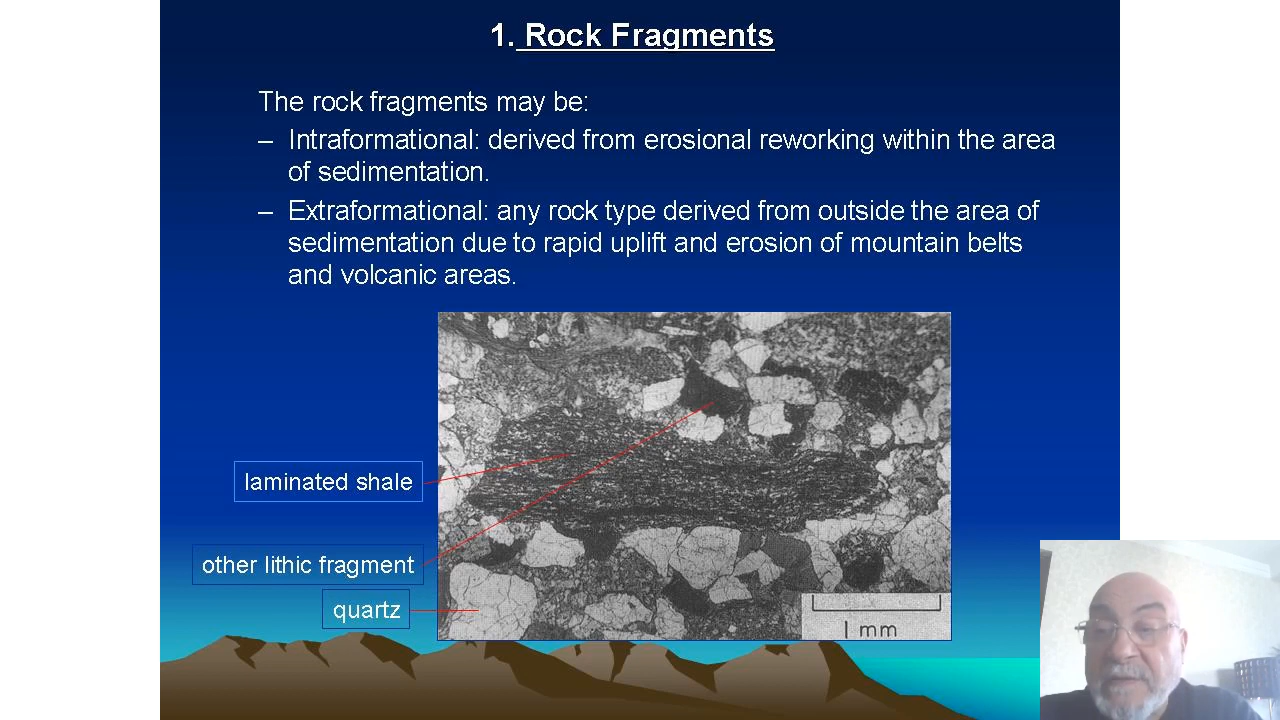 1. Rock Fragments
The rock fragments may be:
– Intraformational: derived from erosional reworking within the area
of sedimentation.
– Extraformational: any rock type derived from outside the area of
sedimentation due to rapid uplift and erosion of mountain belts
and volcanic areas.
laminated shale
other lithic fragment
quartz
1 mm